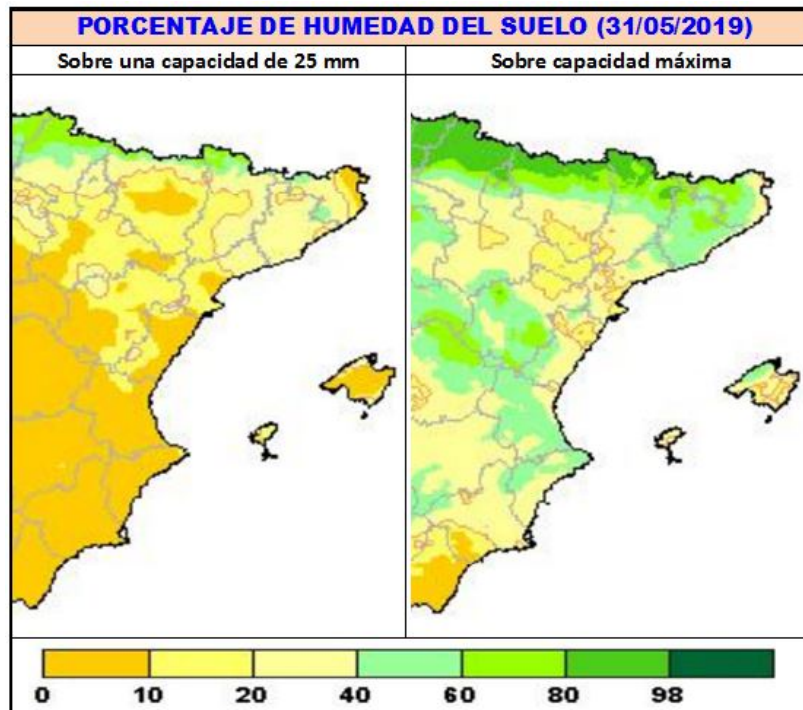 PORCENTAJE DE HUMEDAD DEL SUELO (31/05/2019)
Sobre una capacidad de 25 mm
Sobre capacidad máxima
0 10 20 40 60 80 98